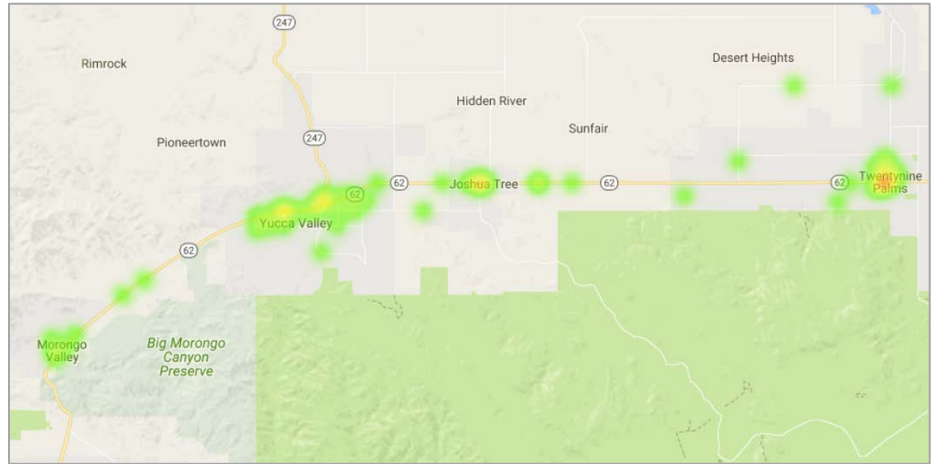 247
Rimrock
Desert Heights
Hidden River
Sunfair
247
Pioneertown
62
62
62
62
Joshua Tree
Twentynine
Palms
Yucca Valley
62
Morongo
Valley
Big Morongo
Canyon
Preserve